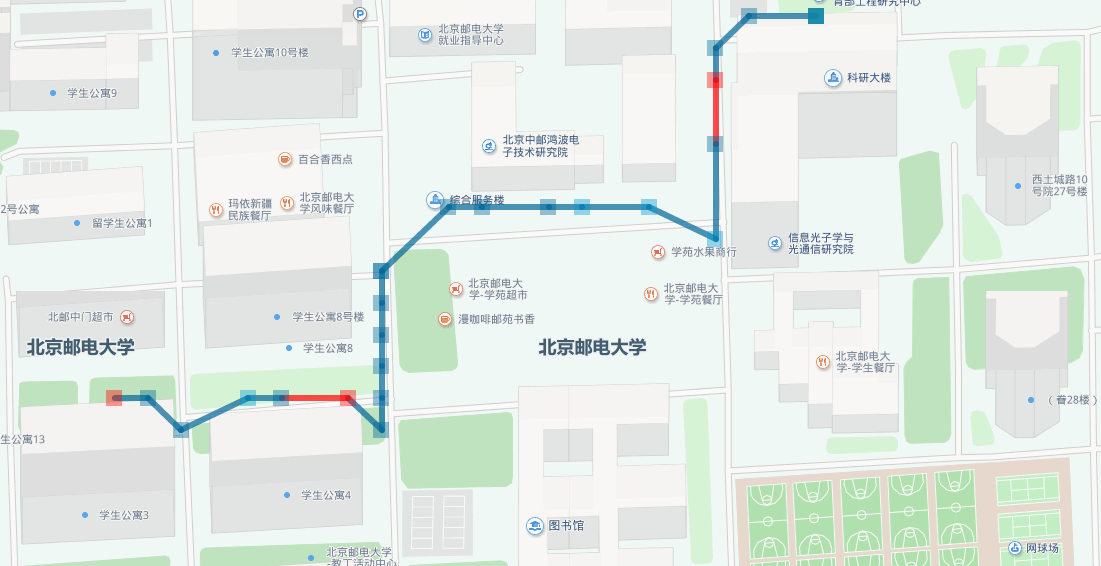 育部工程研究中心
P
北京邮电大学
就业指导中心
学生公寓10号楼
科研大楼
学生公寓9
北京中邮鸿波电
子技术研究院
百合香西点
西土城路10
号院27号楼
玛依新疆
民族餐厅
北京邮电大
学风味餐厅
综合服务楼
2号公寓
留学生公寓1
信息光子学与
光通信研究院
学苑水果商行
北京邮电大
学-学苑超市
北京邮电大
学-学苑餐厅
北邮中门超市
学生公寓8号楼
漫咖啡邮苑书香
北京邮电大学
学生公寓8
北京邮电大学
北京邮电大
学-学生餐厅
生公寓13
学生公寓4
学生公寓3
图书馆
网球场
北京邮电大学
-教工活动中心